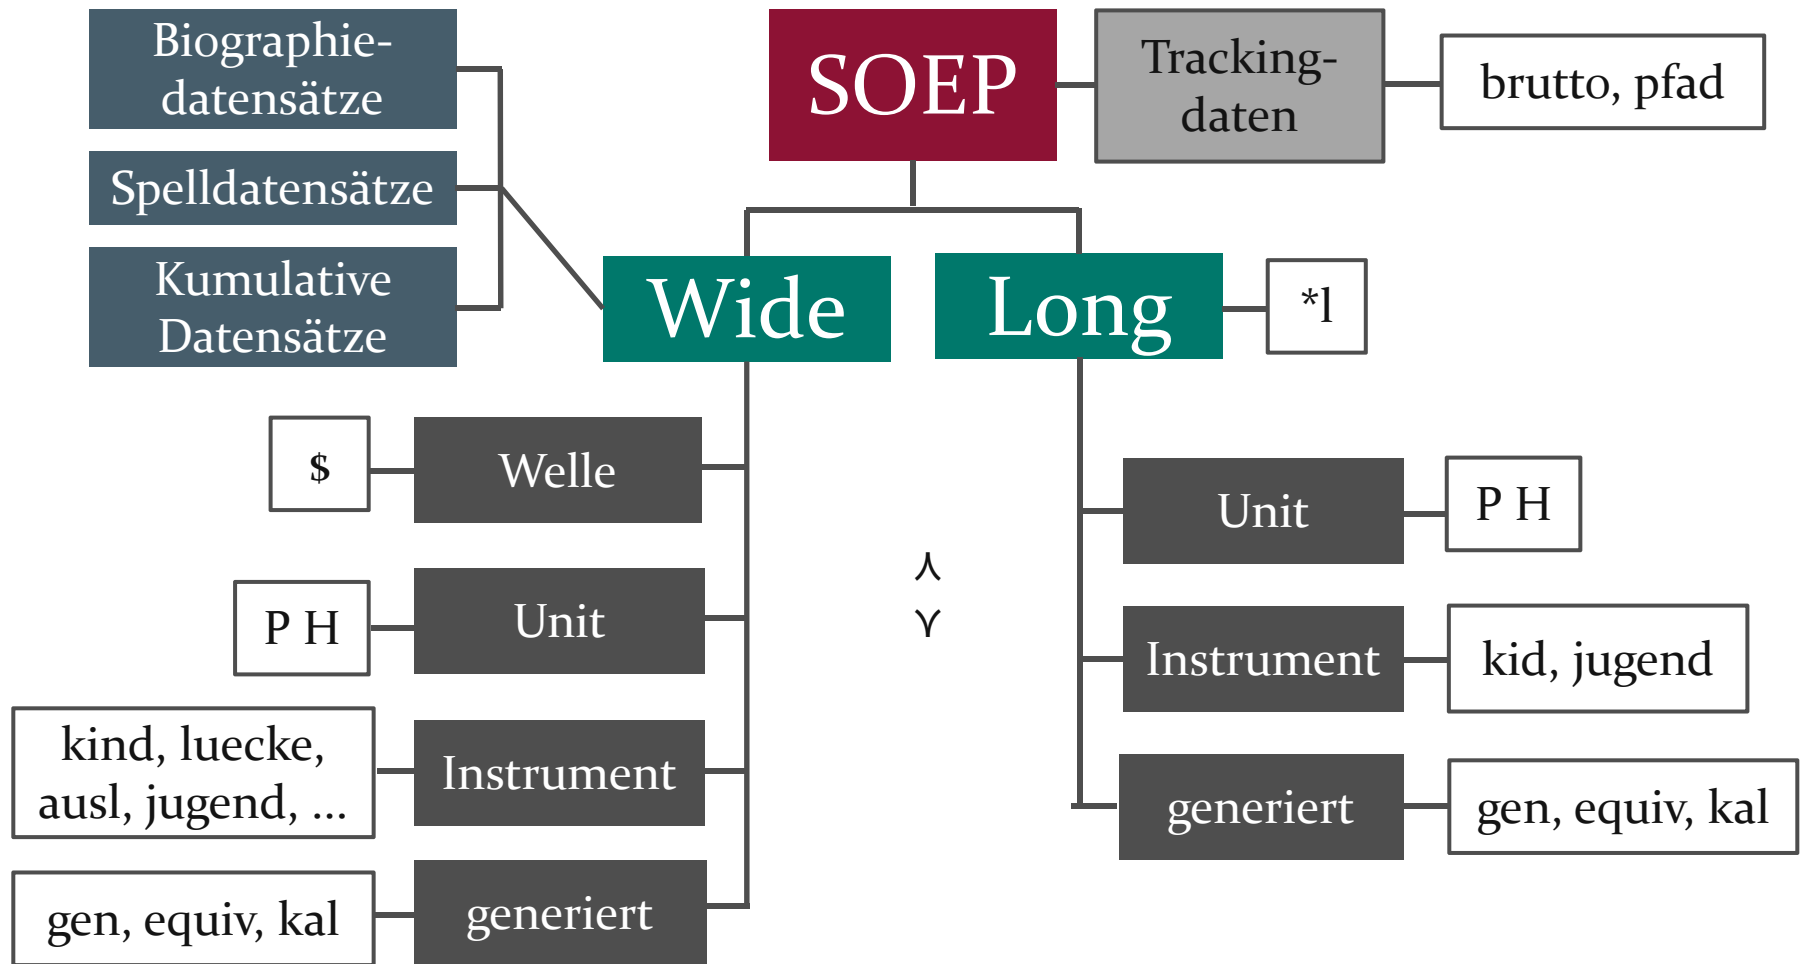 Biographie-
datensätze
Spelldatensätze
Kumulative
Datensätze
SOEP
Tracking-
daten
brutto, pfad
Wide
Long
*l
$
Welle
P H
Unit
kind, luecke,
ausl, jugend, ...
Instrument
gen, equiv, kal
generiert
Unit
P H
Instrument
kid, jugend
generiert
gen, equiv, kal